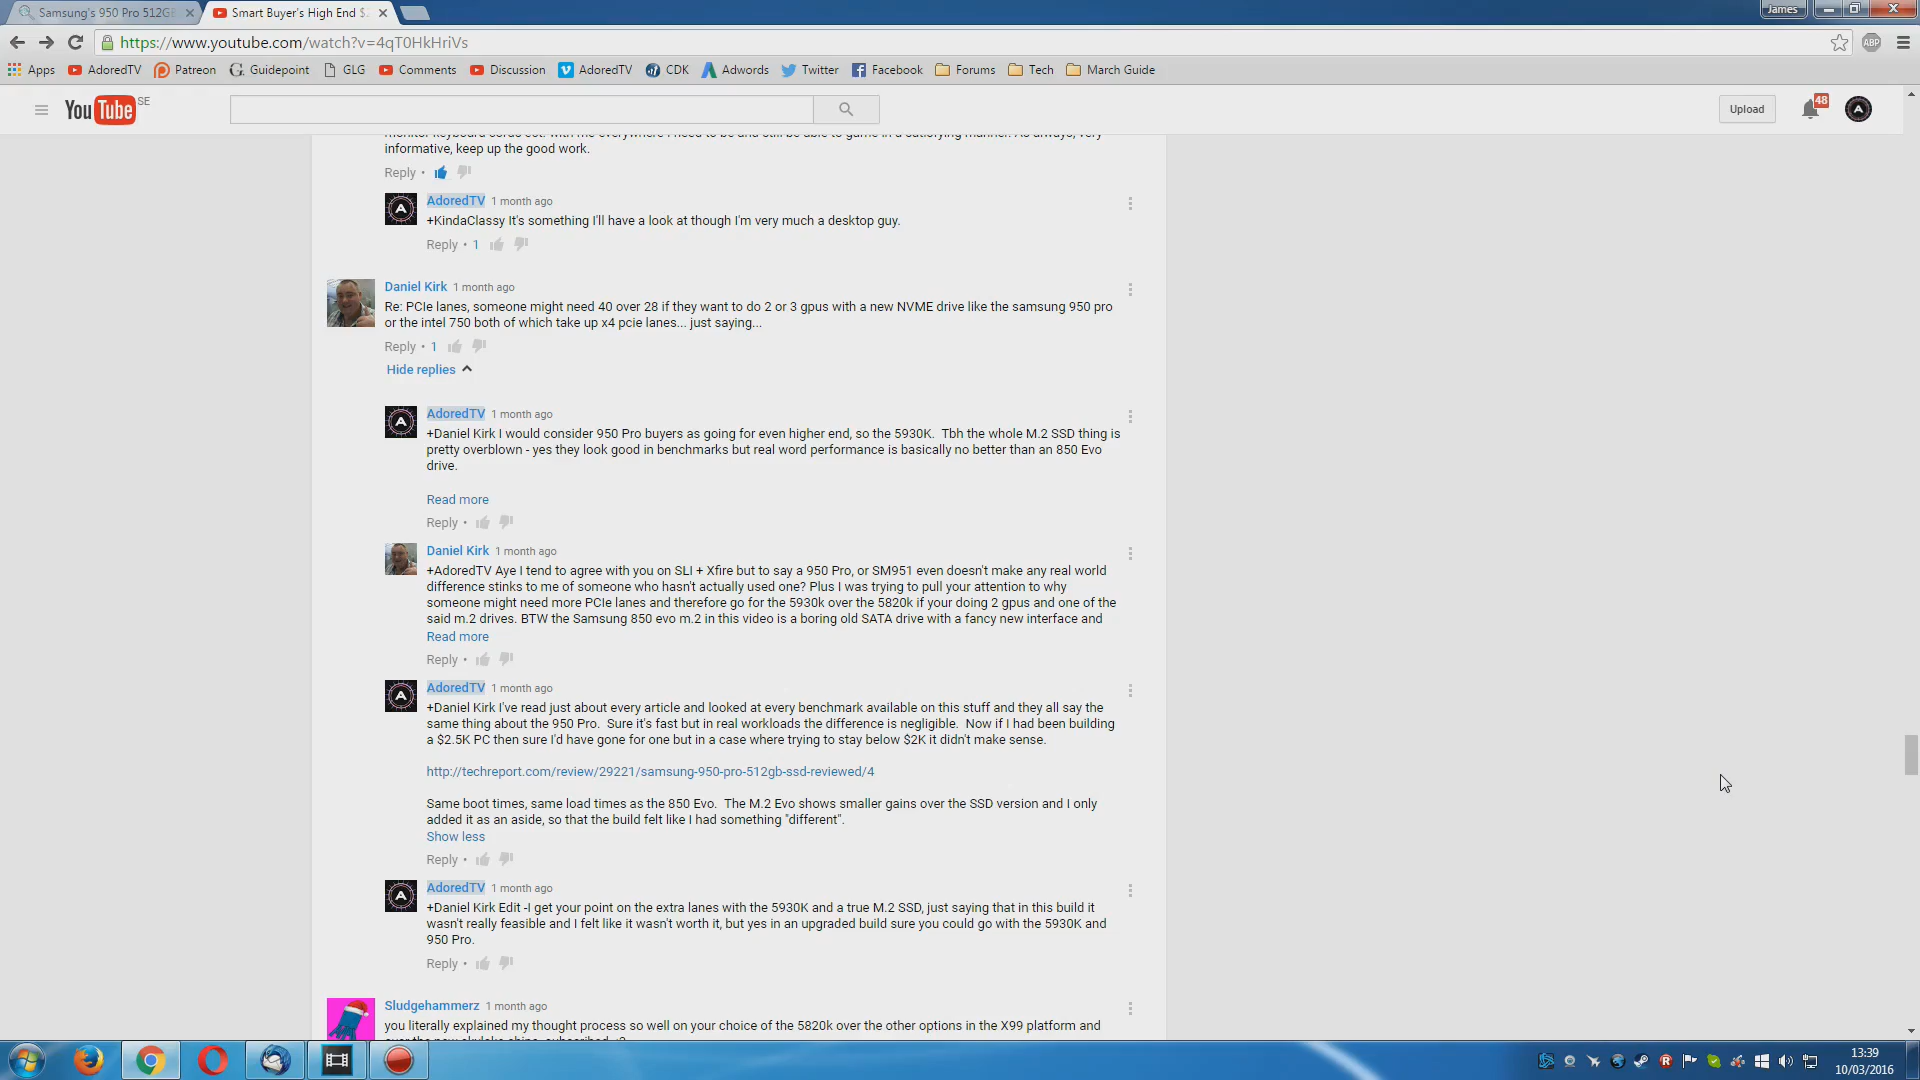 Samsung's 950 Pro 512GB
Smart Buyer's High End $
James
https://www.youtube.com/watch?v=4qT0HkHriVs
ABP
Apps
AdoredTV
Patreon
Guidepoint
GLG
Comments
Discussion
AdoredTV
CDK
Adwords
Twitter
Facebook
Forums
Tech
March Guide
YouTube SE
Upload
48
informative, keep up the good work.
Reply •
AdoredTV 1 month ago
+KindaClassy It's something I'll have a look at though I'm very much a desktop guy.
Reply • 1
Daniel Kirk 1 month ago
Re: PCIe lanes, someone might need 40 over 28 if they want to do 2 or 3 gpus with a new NVME drive like the samsung 950 pro
or the intel 750 both of which take up x4 pcie lanes... just saying...
Reply • 1
Hide replies
AdoredTV 1 month ago
+Daniel Kirk I would consider 950 Pro buyers as going for even higher end, so the 5930K.  Tbh the whole M.2 SSD thing is
pretty overblown - yes they look good in benchmarks but real word performance is basically no better than an 850 Evo
drive.
Read more
Reply •
Daniel Kirk 1 month ago
+AdoredTV Aye I tend to agree with you on SLI + Xfire but to say a 950 Pro, or SM951 even doesn't make any real world
difference stinks to me of someone who hasn't actually used one? Plus I was trying to pull your attention to why
someone might need more PCIe lanes and therefore go for the 5930k over the 5820k if your doing 2 gpus and one of the
said m.2 drives. BTW the Samsung 850 evo m.2 in this video is a boring old SATA drive with a fancy new interface and
Read more
Reply •
AdoredTV 1 month ago
+Daniel Kirk I've read just about every article and looked at every benchmark available on this stuff and they all say the
same thing about the 950 Pro.  Sure it's fast but in real workloads the difference is negligible.  Now if I had been building
a $2.5K PC then sure I'd have gone for one but in a case where trying to stay below $2K it didn't make sense.
http://techreport.com/review/29221/samsung-950-pro-512gb-ssd-reviewed/4
Same boot times, same load times as the 850 Evo.  The M.2 Evo shows smaller gains over the SSD version and I only
added it as an aside, so that the build felt like I had something "different".
Show less
Reply •
AdoredTV 1 month ago
+Daniel Kirk Edit -I get your point on the extra lanes with the 5930K and a true M.2 SSD, just saying that in this build it
wasn't really feasible and I felt like it wasn't worth it, but yes in an upgraded build sure you could go with the 5930K and
950 Pro.
Reply •
Sludgehammerz 1 month ago
you literally explained my thought process so well on your choice of the 5820k over the other options in the X99 platform and
13:39
10/03/2016